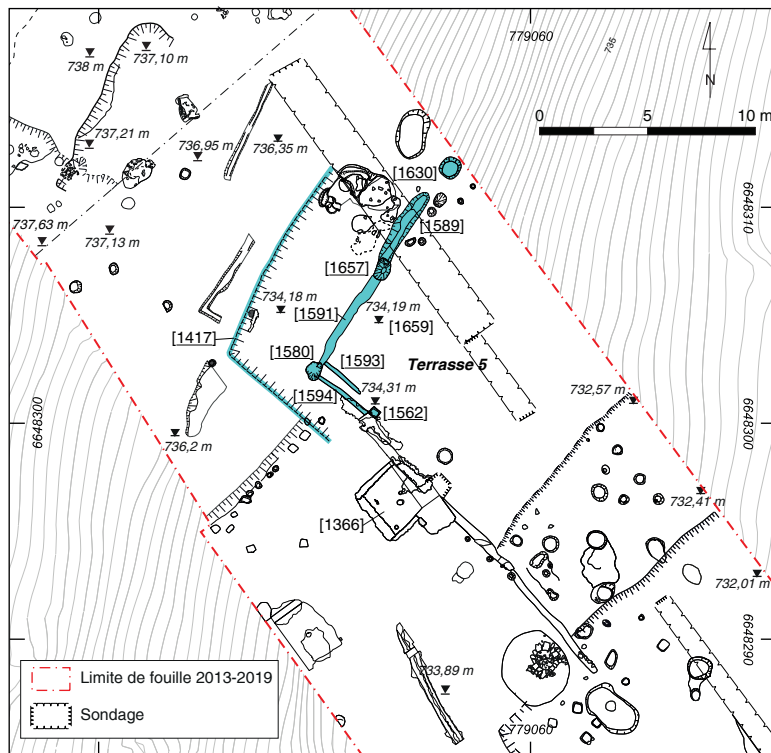 779060
735
738 m
737,10 m
N
0
5
10 m
737,21 m
736,95 m
736,35 m
[1630]
6648310
737,63 m
737,13 m
[1589]
[1657]
734,18 m
734,19 m
[1591]
[1659]
[1417]
[1580]
[1593]
Terrasse 5
734,31 m
732,57 m
[1594]
[1562]
6648300
6648300
736,2 m
732,41 m
[1366]
732,01 m
6648290
733,89 m
779060
Limite de fouille 2013-2019
Sondage